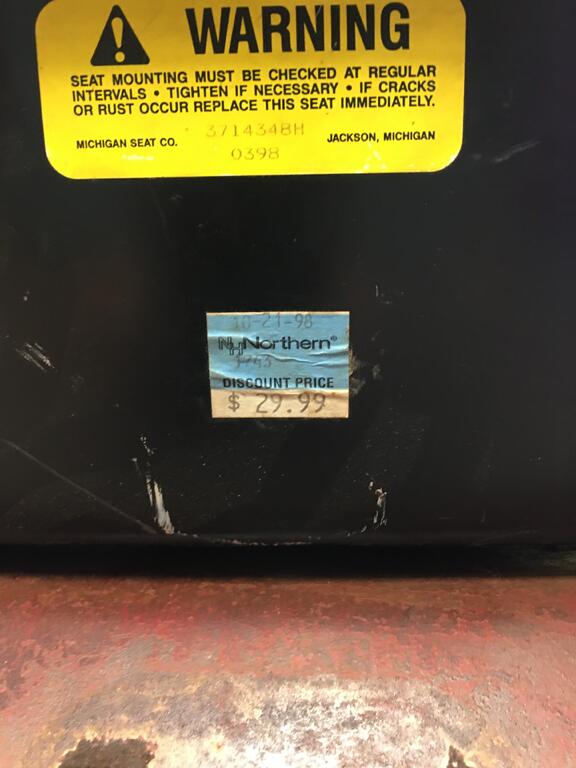 WARNING
SEAT MOUNTING MUST BE CHECKED AT REGULAR
INTERVALS • TIGHTEN IF NECESSARY • IF CRACKS
OR RUST OCCUR REPLACE THIS SEAT IMMEDIATELY.
MICHIGAN SEAT CO. 3714348H JACKSON, MICHIGAN
0398
10-21-98
NH Northern®
DISCOUNT PRICE
$ 29.99